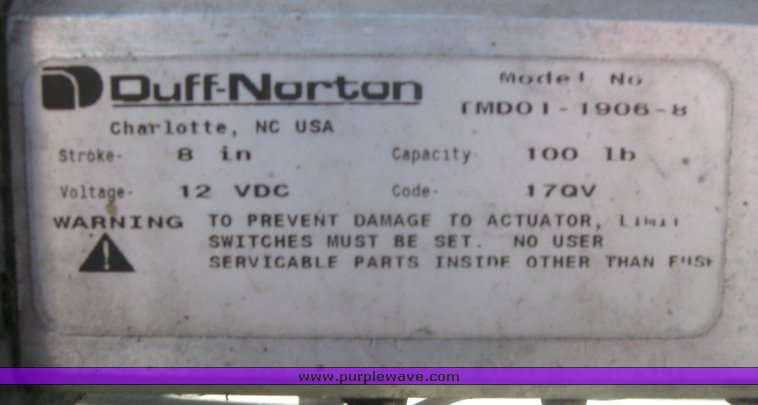 Duff-Norton
Charlotte, NC USA
Model No
TMD01-1906-8
Stroke- 8 in Capacity- 100 lb
Voltage- 12 VDC Code- 17QV
WARNING TO PREVENT DAMAGE TO ACTUATOR, LIMIT
SWITCHES MUST BE SET. NO USER
SERVICABLE PARTS INSIDE OTHER THAN FUSE
www.purplewave.com